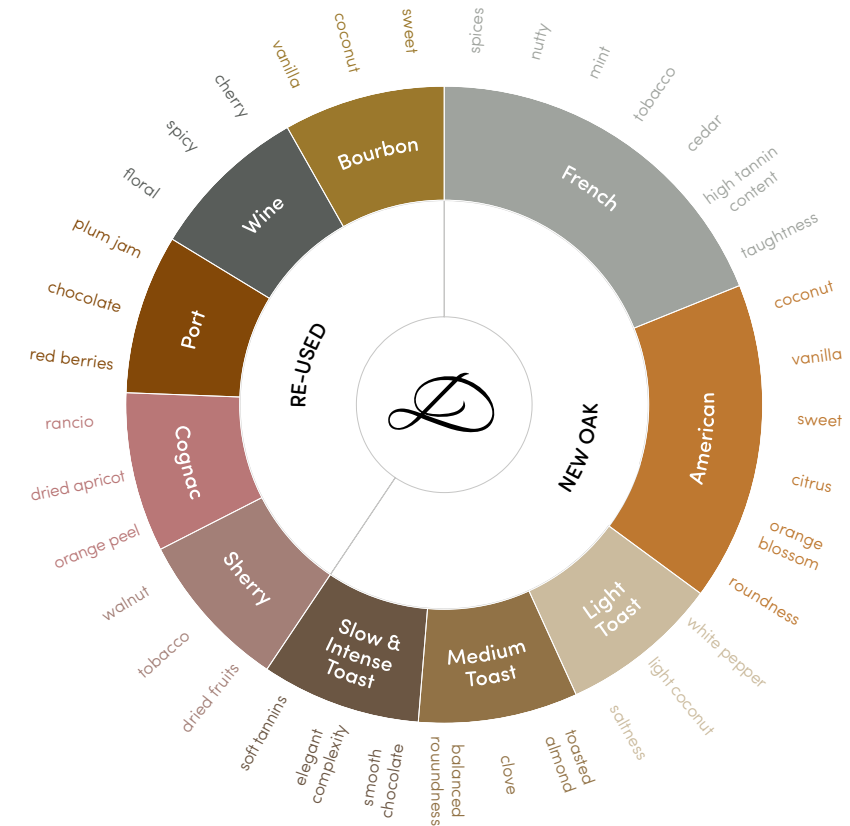 spices
nutty
mint
tobacco
cedar
high tannin
content
taughtness
French
coconut
vanilla
sweet
citrus
orange
blossom
roundness
American
white pepper
light coconut
saltness
Light
Toast
toasted
almond
clove
balanced
rouundness
Medium
Toast
smooth
chocolate
elegant
complexity
soft tannins
Slow &
Intense
Toast
NEW OAK
dried fruits
tobacco
walnut
Sherry
orange peel
dried apricot
rancio
Cognac
red berries
chocolate
plum jam
Port
floral
spicy
cherry
Wine
vanilla
coconut
sweet
Bourbon
RE-USED
D